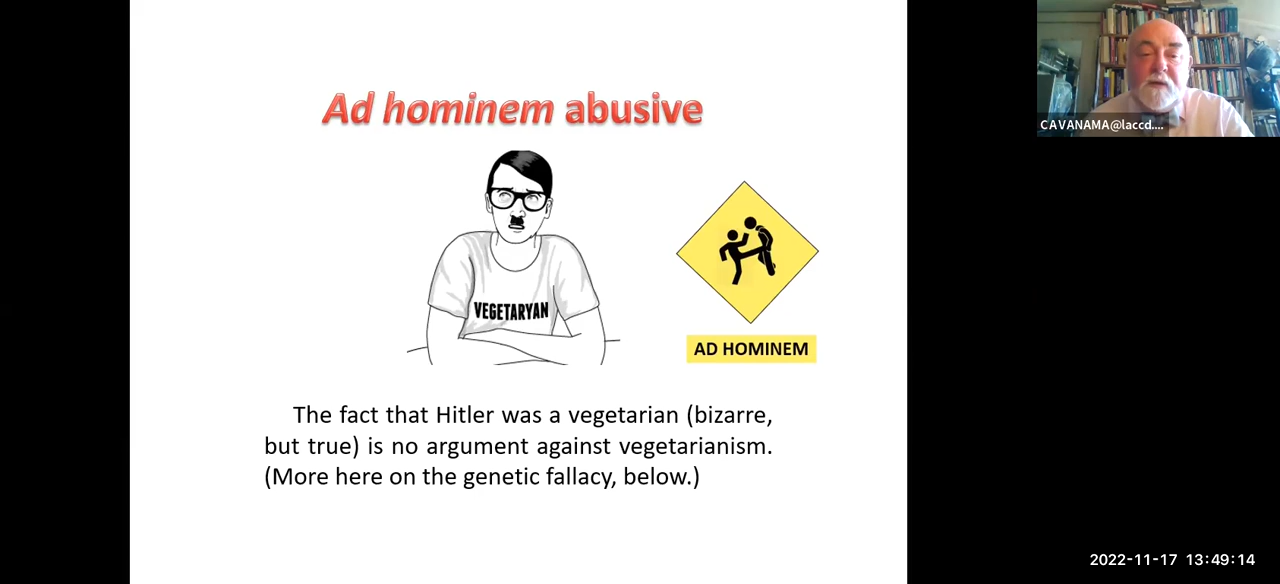 Ad hominem abusive
VEGETARYAN
AD HOMINEM
The fact that Hitler was a vegetarian (bizarre,
but true) is no argument against vegetarianism.
(More here on the genetic fallacy, below.)
CAVANAMA@laccd....
2022-11-17 13:49:14